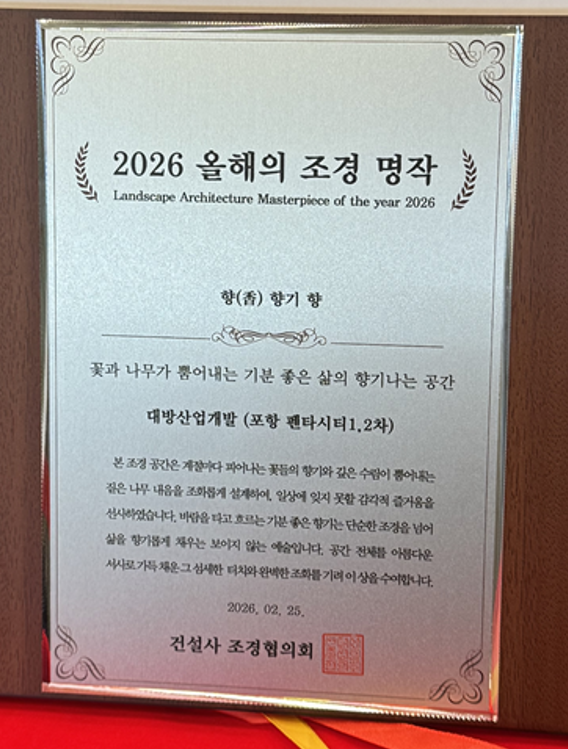 2026 올해의 조경 명작
Landscape Architecture Masterpiece of the year 2026
향(香) 향기 향
꽃과 나무가 뿜어내는 기분 좋은 삶의 향기나는 공간
대방산업개발 (포항 펜타시티1,2차)
본 조경 공간은 계절마다 피어나는 꽃들의 향기와 깊은 수림이 뿜어내는
짙은 나무 내음을 조화롭게 설계하여, 일상에 잊지 못할 감각적 즐거움을
선사하였습니다. 바람을 타고 흐르는 기분 좋은 향기는 단순한 조경을 넘어
삶을 향기롭게 채우는 보이지 않는 예술입니다. 공간 전체를 아름다운
서사로 가득 채운 그 섬세한 터치와 완벽한 조화를 기려 이 상을 수여합니다.
2026. 02. 25.
건설사 조경협의회